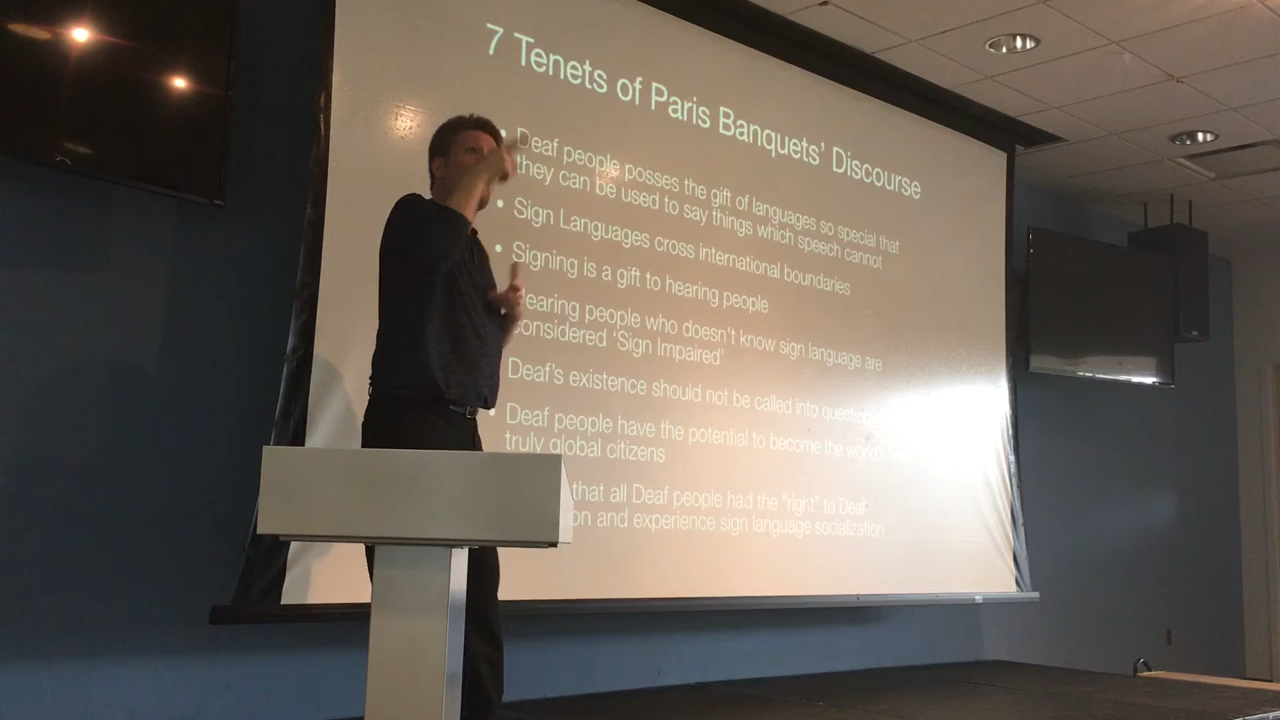 7 Tenets of Paris Banquets' Discourse
• Deaf people posses the gift of languages so special that
they can be used to say things which speech cannot
• Sign Languages cross international boundaries
• Signing is a gift to hearing people
Hearing people who doesn't know sign language are
considered 'Sign Impaired'
Deaf's existence should not be called into question
• Deaf people have the potential to become the world's
truly global citizens
that all Deaf people had the "right" to Deaf
and experience sign language socialization